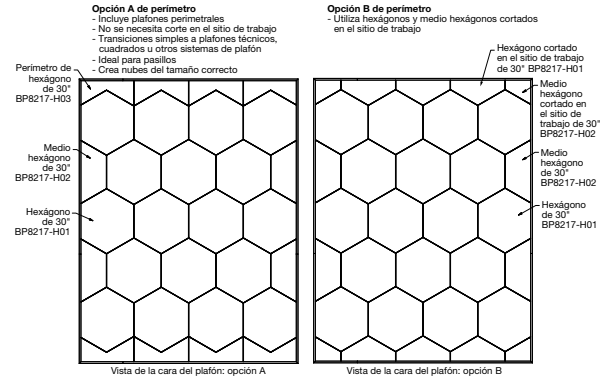 Opción A de perímetro
- Incluye plafones perimetrales
- No se necesita corte en el sitio de trabajo
- Transiciones simples a plafones técnicos,
cuadrados u otros sistemas de plafón
- Ideal para pasillos
- Crea nubes del tamaño correcto
Perímetro de
hexágono
de 30"
BP8217-H03
Medio
hexágono
de 30"
BP8217-H02
Hexágono
de 30"
BP8217-H01
Vista de la cara del plafón: opción A
Opción B de perímetro
- Utiliza hexágonos y medio hexágonos cortados
en el sitio de trabajo
Hexágono cortado
en el sitio de trabajo
de 30" BP8217-H01
Medio
hexágono
cortado en
el sitio de
trabajo de 30"
BP8217-H02
Medio
hexágono
de 30"
BP8217-H02
Hexágono
de 30"
BP8217-H01
Vista de la cara del plafón: opción B